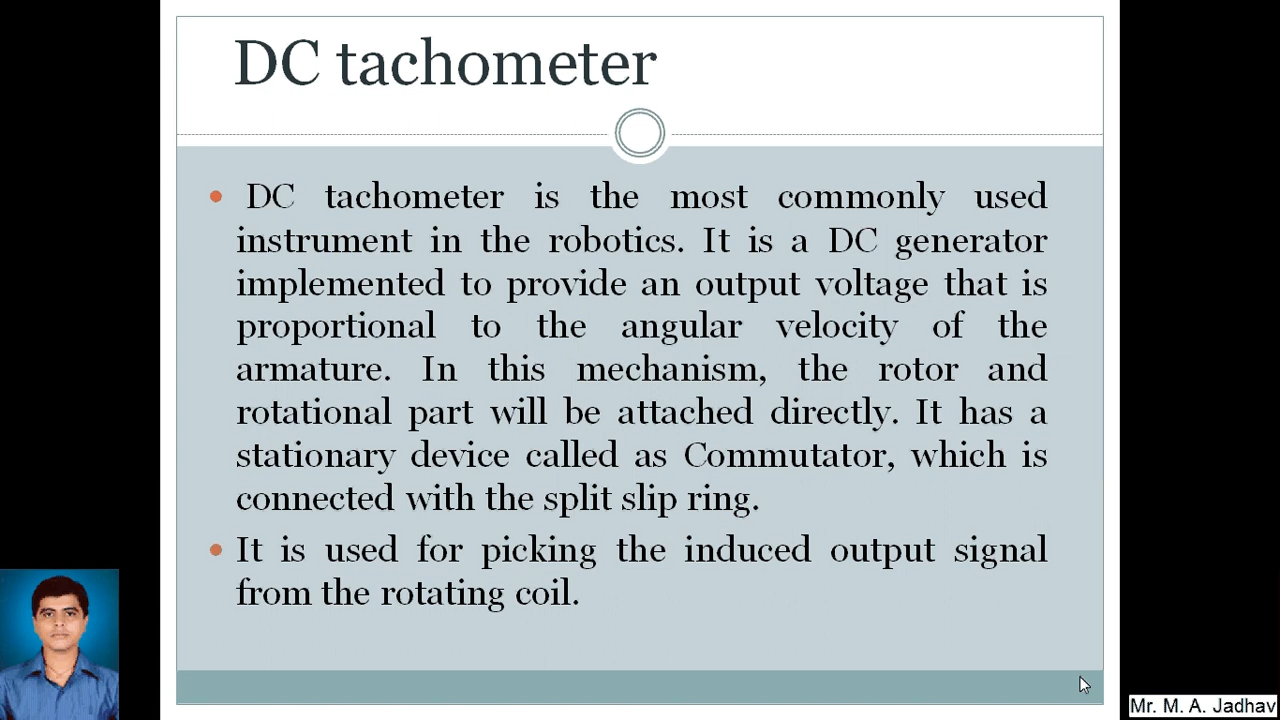 DC tachometer
DC tachometer is the most commonly used
instrument in the robotics. It is a DC generator
implemented to provide an output voltage that is
proportional to the angular velocity of the
armature. In this mechanism, the rotor and
rotational part will be attached directly. It has a
stationary device called as Commutator, which is
connected with the split slip ring.
It is used for picking the induced output signal
from the rotating coil.
Mr. M. A. Jadhav